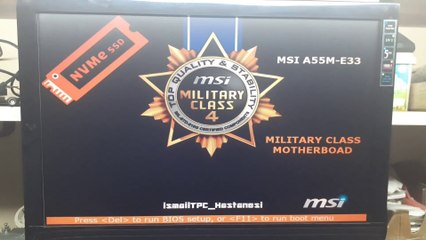 NVMe SSD
MSI A55M-E33
TOP QUALITY & STABILITY
msi
MILITARY
CLASS
4
MILITARY CLASS
MOTHERBOAD
ismailTPC_Hastanesi
msi
Press <Del> to run BIOS setup, or <F11> to run boot menu